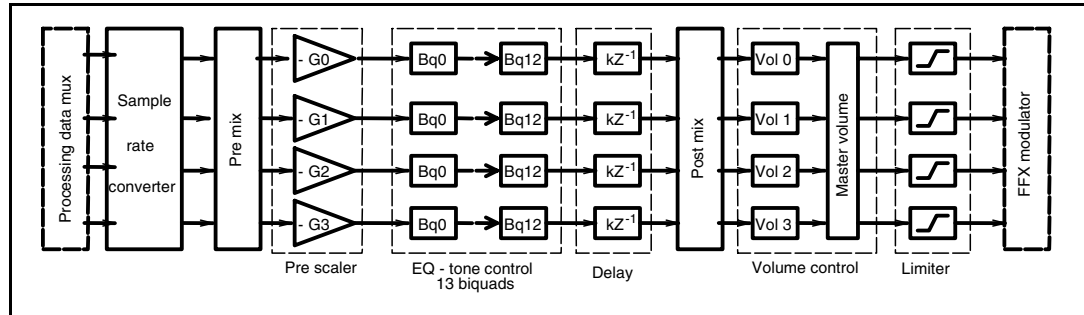 Processing data mux
Sample
rate
converter
Pre mix
- G0
Bq0
Bq12
kZ⁻¹
- G1
Bq0
Bq12
kZ⁻¹
- G2
Bq0
Bq12
kZ⁻¹
- G3
Bq0
Bq12
kZ⁻¹
Post mix
Vol 0
Vol 1
Vol 2
Vol 3
Master volume
FFX modulator
Pre scaler
EQ - tone control
13 biquads
Delay
Volume control
Limiter